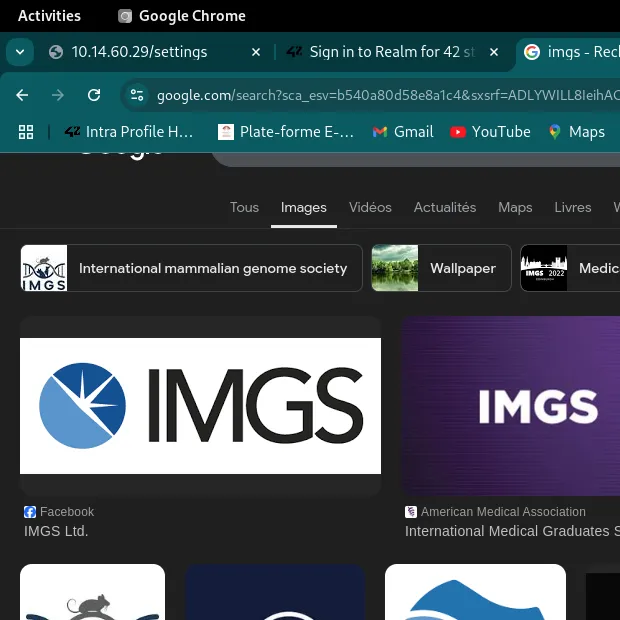 Activities Google Chrome
10.14.60.29/settings Sign in to Realm for 42 st imgs - Rec
google.com/search?sca_esv=b540a80d58e8a1c4&sxsrf=ADLYWILL8IeihAC
Intra Profile H... Plate-forme E-... Gmail YouTube Maps
Google
Tous Images Vidéos Actualités Maps Livres
IMGS International mammalian genome society Wallpaper IMGS 2022 Medic
IMGS IMGS
Facebook American Medical Association
IMGS Ltd. International Medical Graduates S